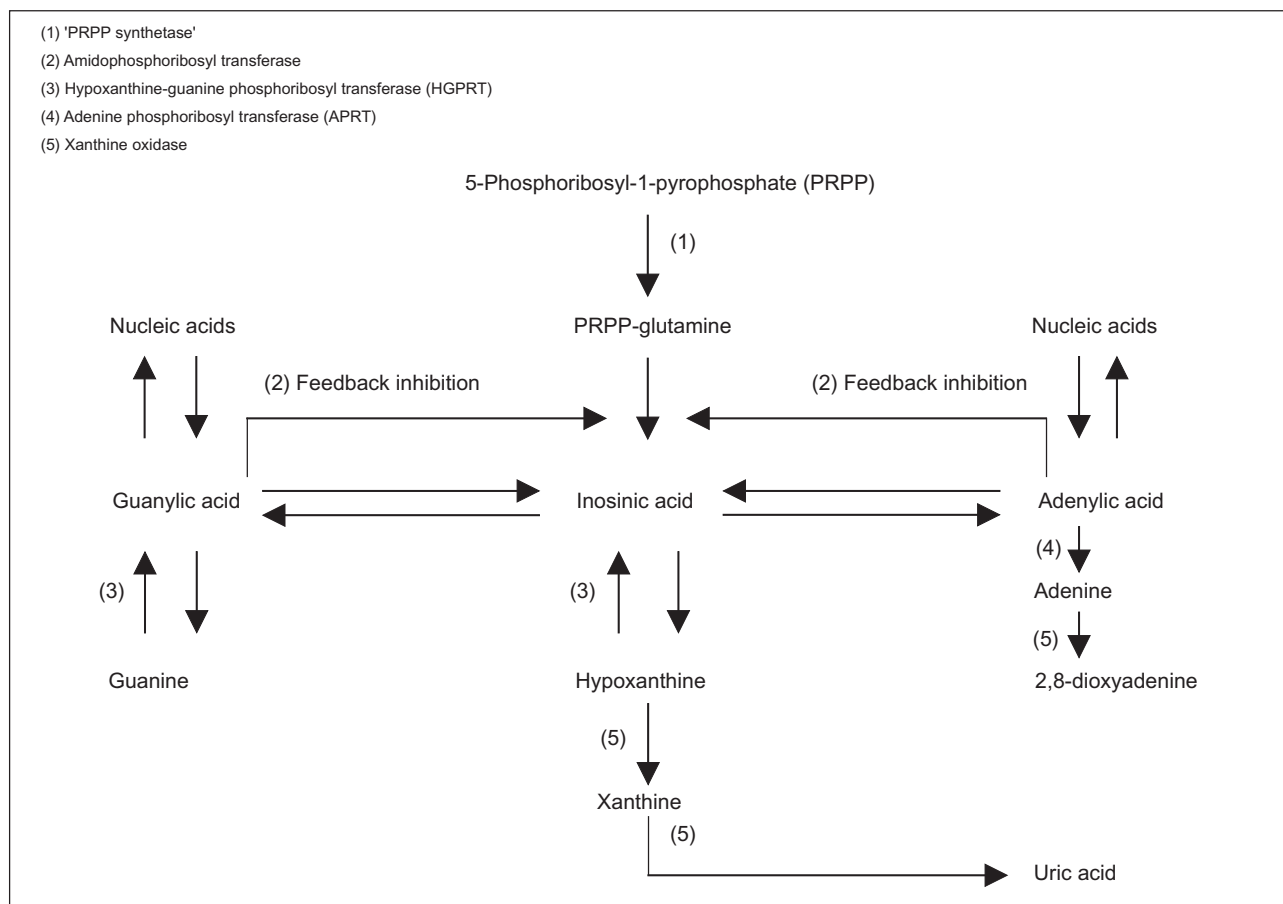 (1) 'PRPP synthetase'
(2) Amidophosphoribosyl transferase
(3) Hypoxanthine-guanine phosphoribosyl transferase (HGPRT)
(4) Adenine phosphoribosyl transferase (APRT)
(5) Xanthine oxidase
5-Phosphoribosyl-1-pyrophosphate (PRPP)
(1)
Nucleic acids
PRPP-glutamine
Nucleic acids
(2) Feedback inhibition
(2) Feedback inhibition
Guanylic acid
Inosinic acid
Adenylic acid
(4)
(3)
(3)
Adenine
(5)
Guanine
Hypoxanthine
2,8-dioxyadenine
(5)
Xanthine
(5)
Uric acid